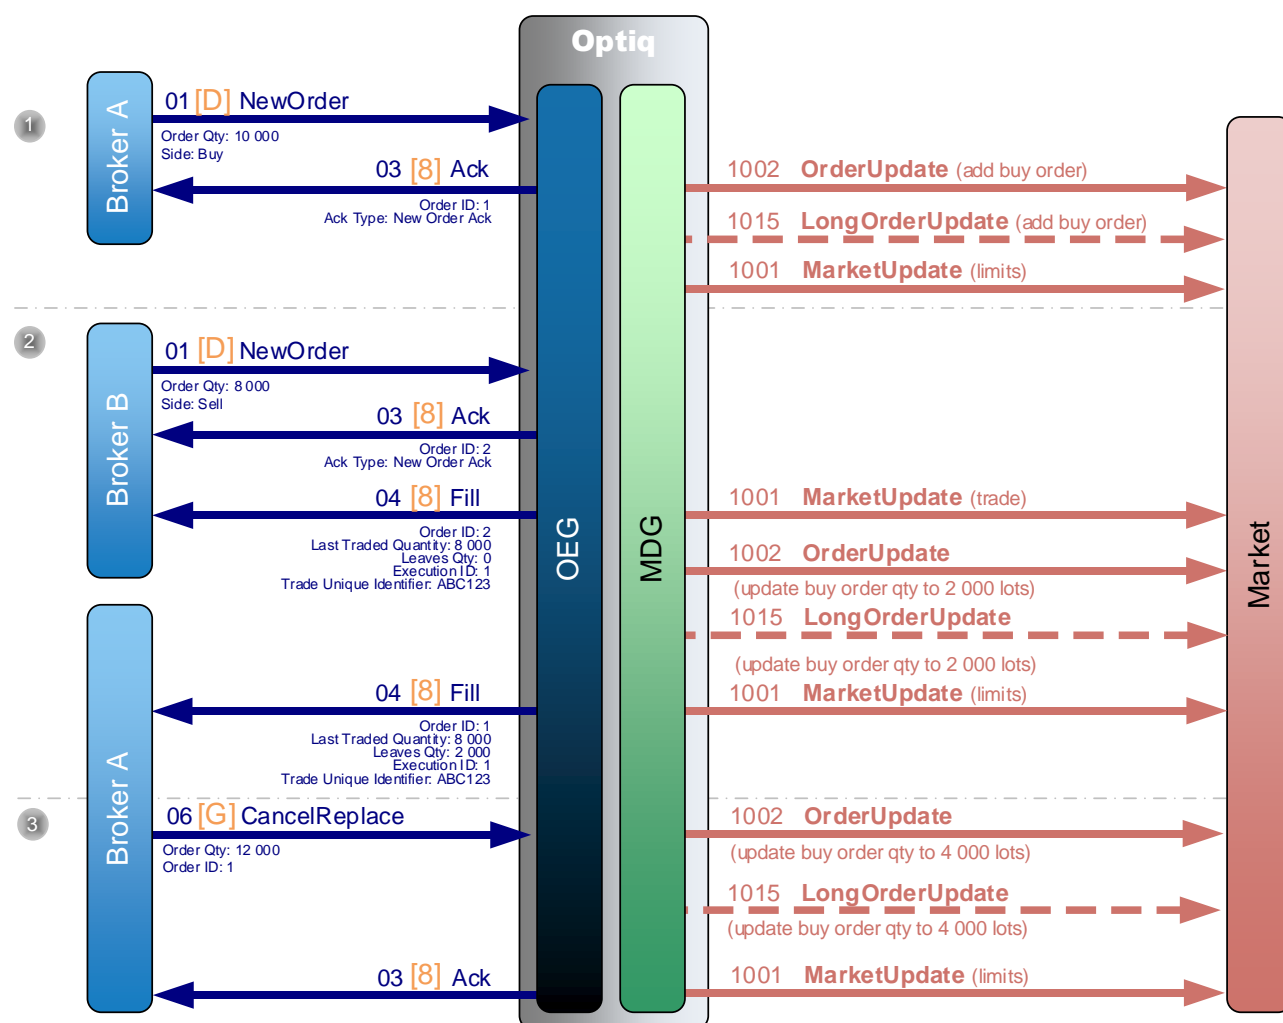 Optiq
1
Broker A
01 [D] NewOrder
Order Qty: 10 000
Side: Buy
03 [8] Ack
Order ID: 1
Ack Type: New Order Ack
1002 OrderUpdate (add buy order)
1015 LongOrderUpdate (add buy order)
1001 MarketUpdate (limits)
2
Broker B
01 [D] NewOrder
Order Qty: 8 000
Side: Sell
03 [8] Ack
Order ID: 2
Ack Type: New Order Ack
04 [8] Fill
Order ID: 2
Last Traded Quantity: 8 000
Leaves Qty: 0
Execution ID: 1
Trade Unique Identifier: ABC123
OEG
MDG
1001 MarketUpdate (trade)
1002 OrderUpdate
(update buy order qty to 2 000 lots)
1015 LongOrderUpdate
(update buy order qty to 2 000 lots)
1001 MarketUpdate (limits)
Market
Broker A
04 [8] Fill
Order ID: 1
Last Traded Quantity: 8 000
Leaves Qty: 2 000
Execution ID: 1
Trade Unique Identifier: ABC123
3
06 [G] CancelReplace
Order Qty: 12 000
Order ID: 1
03 [8] Ack
1002 OrderUpdate
(update buy order qty to 4 000 lots)
1015 LongOrderUpdate
(update buy order qty to 4 000 lots)
1001 MarketUpdate (limits)